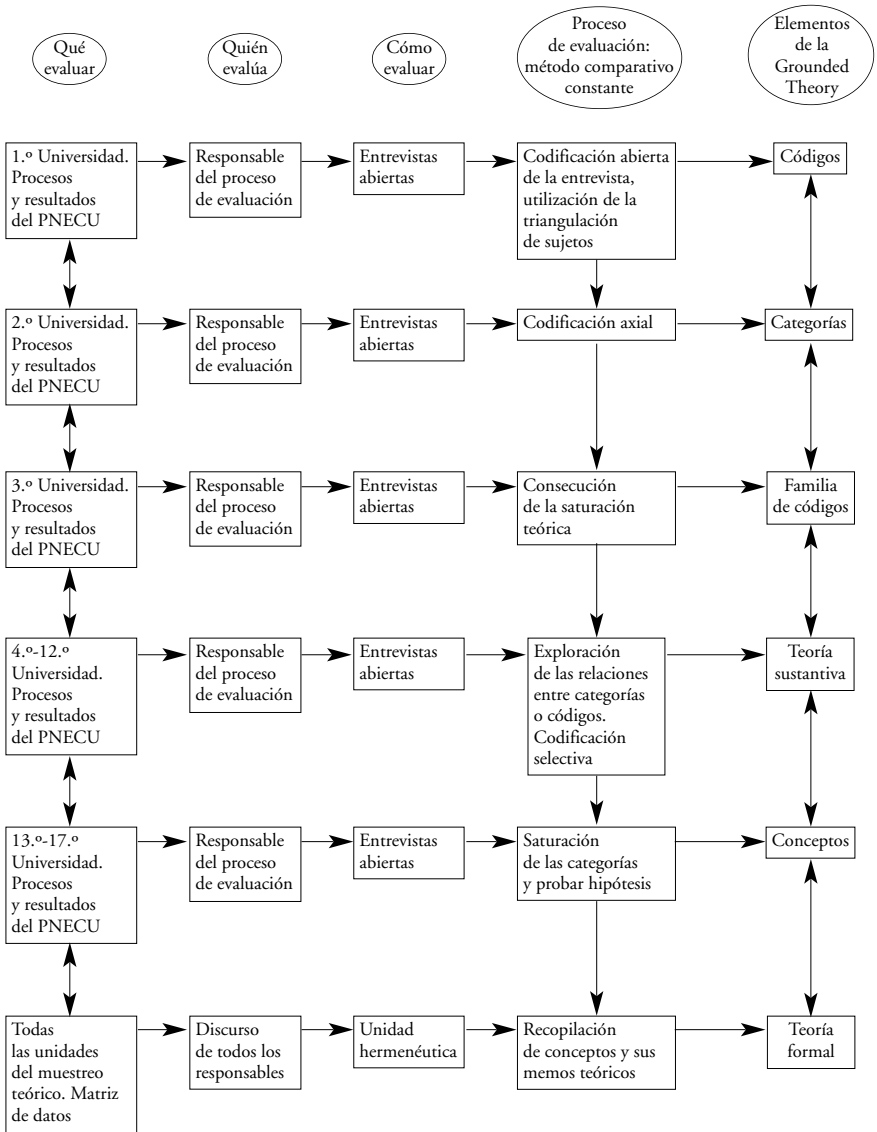 Qué
evaluar
Quién
evalúa
Cómo
evaluar
Proceso
de evaluación:
método comparativo
constante
Elementos
de la
Grounded
Theory
1.º Universidad.
Procesos
y resultados
del PNECU
Responsable
del proceso
de evaluación
Entrevistas
abiertas
Codificación abierta
de la entrevista,
utilización de la
triangulación
de sujetos
Códigos
2.º Universidad.
Procesos
y resultados
del PNECU
Responsable
del proceso
de evaluación
Entrevistas
abiertas
Codificación axial
Categorías
3.º Universidad.
Procesos
y resultados
del PNECU
Responsable
del proceso
de evaluación
Entrevistas
abiertas
Consecución
de la saturación
teórica
Familia
de códigos
4.º-12.º
Universidad.
Procesos
y resultados
del PNECU
Responsable
del proceso
de evaluación
Entrevistas
abiertas
Exploración
de las relaciones
entre categorías
o códigos.
Codificación
selectiva
Teoría
sustantiva
13.º-17.º
Universidad.
Procesos
y resultados
del PNECU
Responsable
del proceso
de evaluación
Entrevistas
abiertas
Saturación
de las categorías
y probar hipótesis
Conceptos
Todas
las unidades
del muestreo
teórico. Matriz
de datos
Discurso
de todos los
responsables
Unidad
hermenéutica
Recopilación
de conceptos y sus
memos teóricos
Teoría
formal